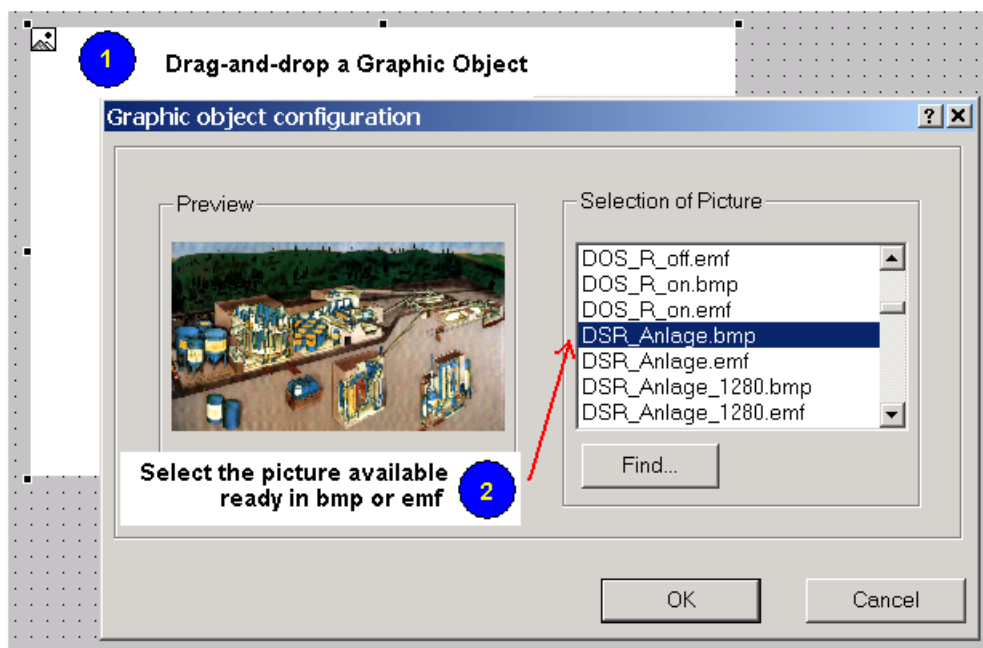 1
Drag-and-drop a Graphic Object
Graphic object configuration
Preview
Selection of Picture
DOS_R_off.emf
DOS_R_on.bmp
DOS_R_on.emf
DSR_Anlage.bmp
DSR_Anlage.emf
DSR_Anlage_1280.bmp
DSR_Anlage_1280.emf
Find...
Select the picture available
ready in bmp or emf
2
OK
Cancel